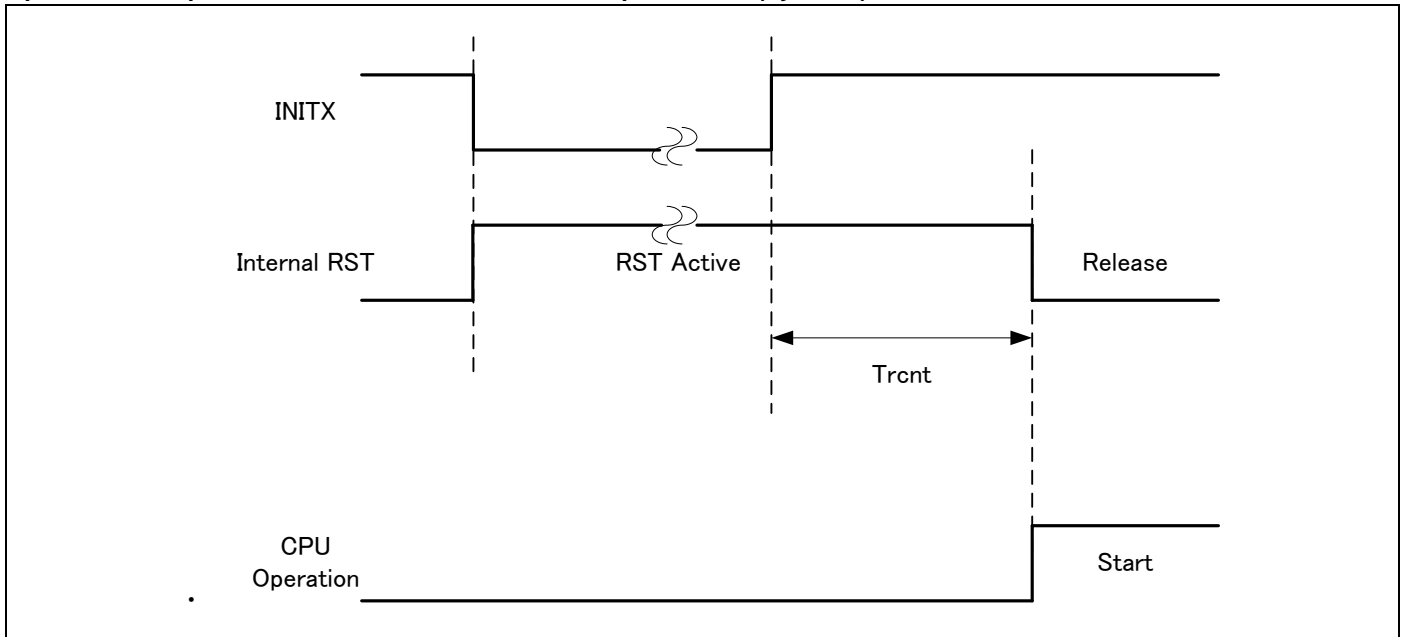 INITX
Internal RST
RST Active
Release
Trcnt
CPU
Operation
Start